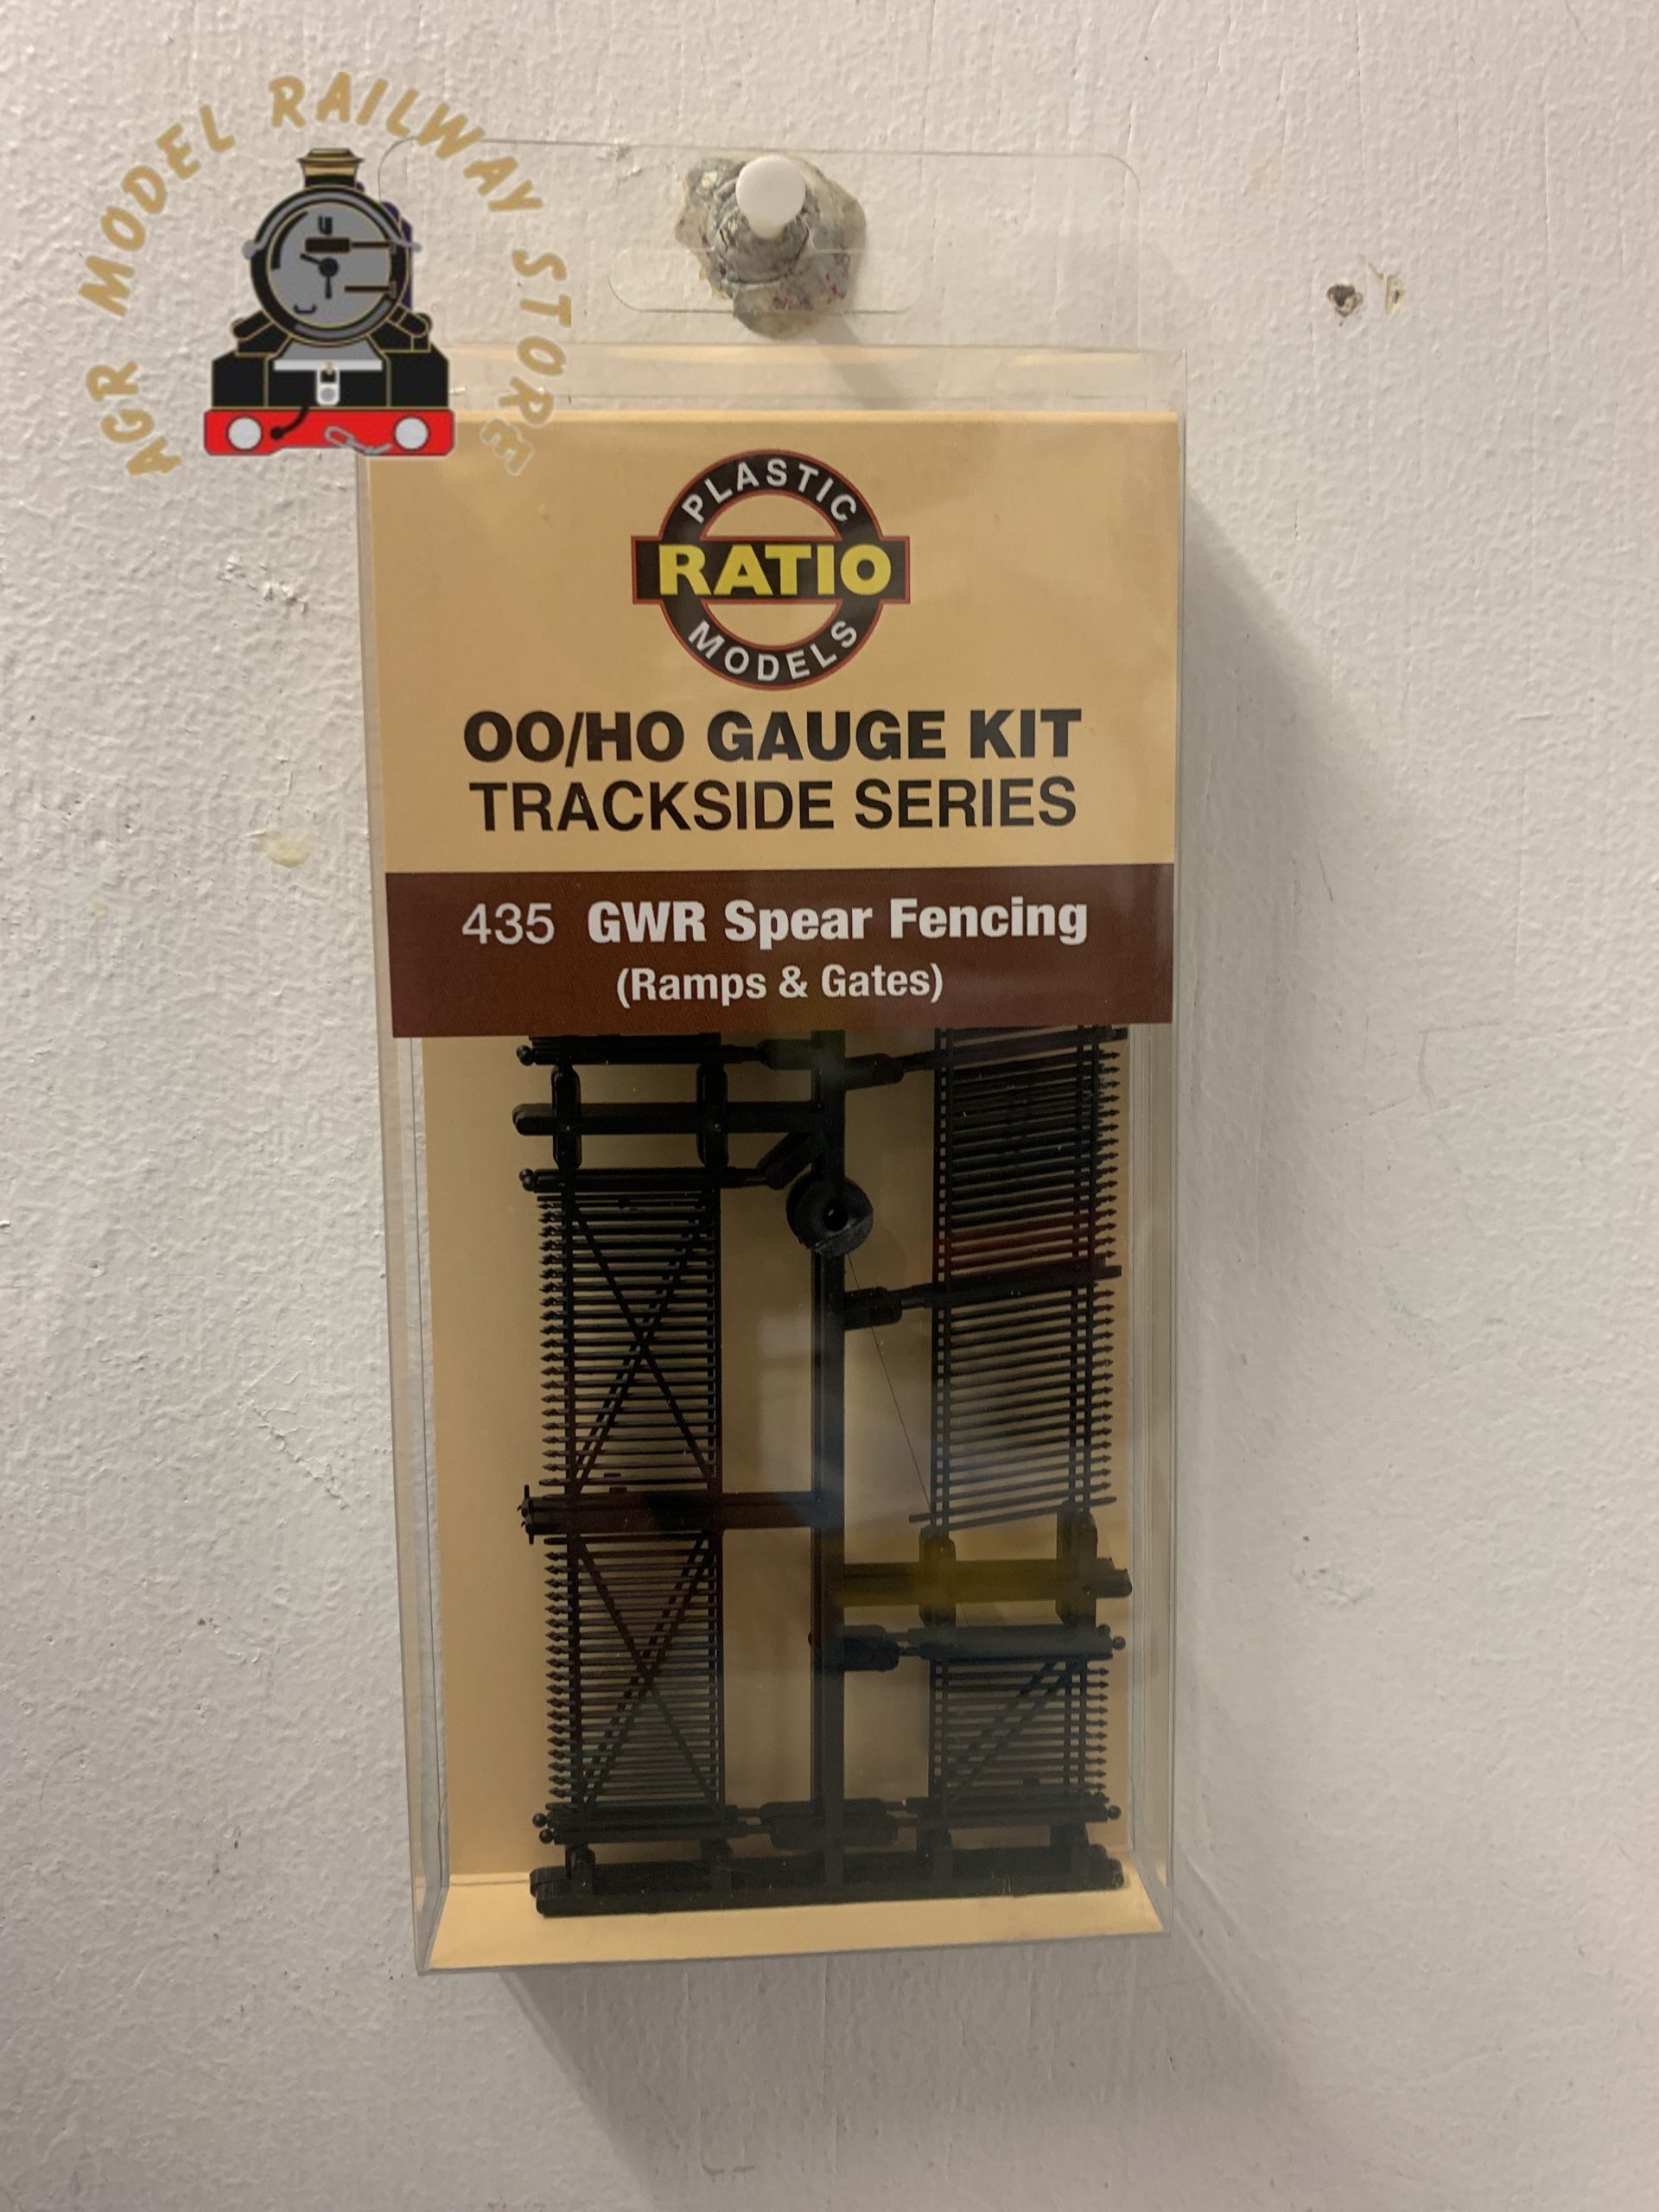 AGR MODEL RAILWAY STORE
PLASTIC
RATIO
MODELS
OO/HO GAUGE KIT
TRACKSIDE SERIES
435 GWR Spear Fencing
(Ramps & Gates)